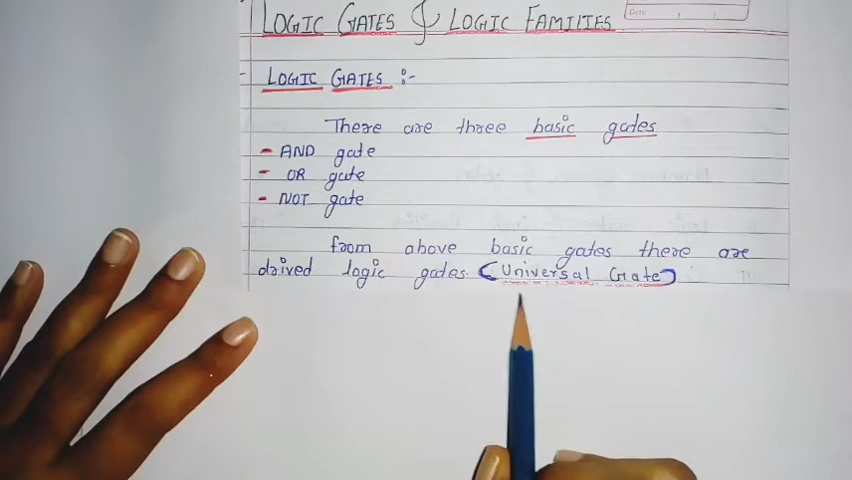 LOGIC GATES & LOGIC FAMILIES
Date
LOGIC GATES :-
There are three basic gates
- AND gate
- OR gate
- NOT gate
from above basic gates there are
drived logic gates. (Universal Gate)